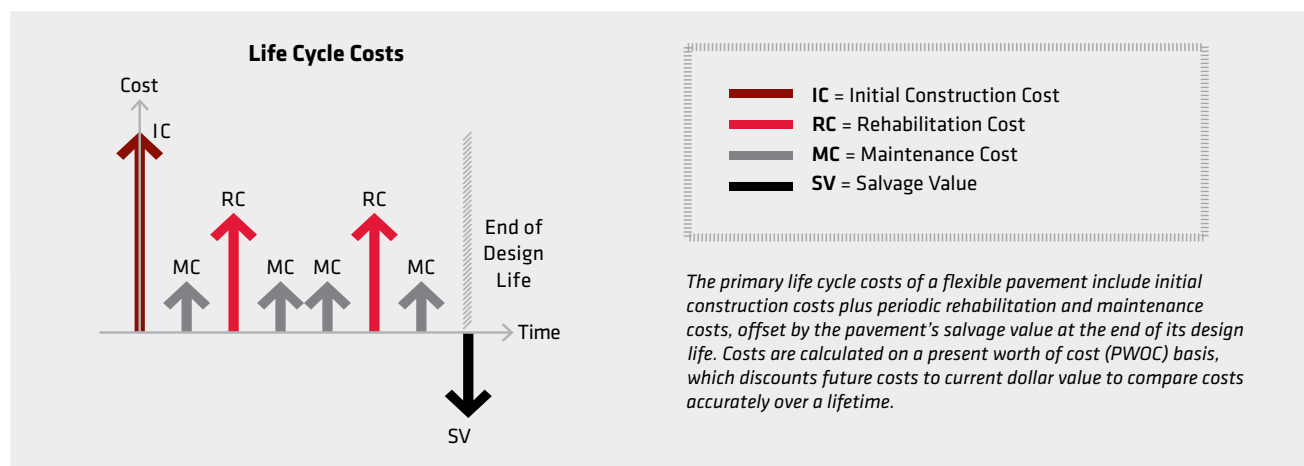 Life Cycle Costs
Cost
IC
RC
RC
MC
MC
MC
MC
End of
Design
Life
Time
SV
IC = Initial Construction Cost
RC = Rehabilitation Cost
MC = Maintenance Cost
SV = Salvage Value
The primary life cycle costs of a flexible pavement include initial
construction costs plus periodic rehabilitation and maintenance
costs, offset by the pavement’s salvage value at the end of its design
life. Costs are calculated on a present worth of cost (PWOC) basis,
which discounts future costs to current dollar value to compare costs
accurately over a lifetime.